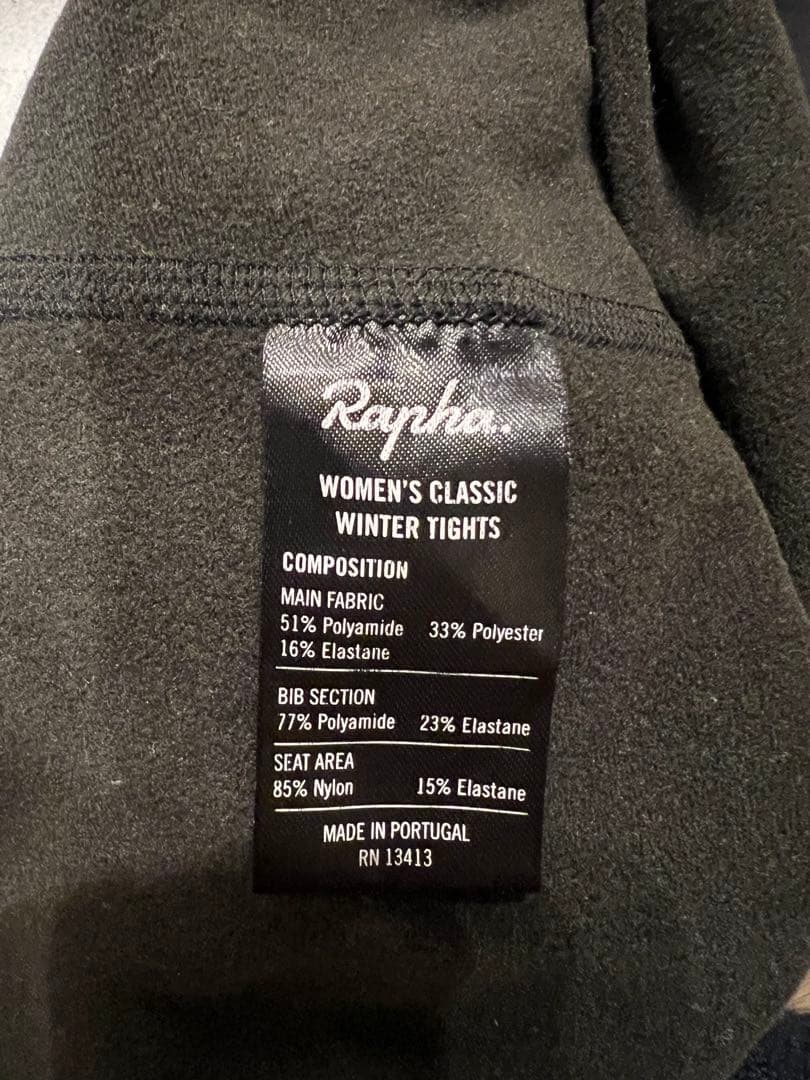 Rapha.
WOMEN'S CLASSIC
WINTER TIGHTS
COMPOSITION
MAIN FABRIC
51% Polyamide 33% Polyester
16% Elastane
BIB SECTION
77% Polyamide 23% Elastane
SEAT AREA
85% Nylon 15% Elastane
MADE IN PORTUGAL
RN 13413